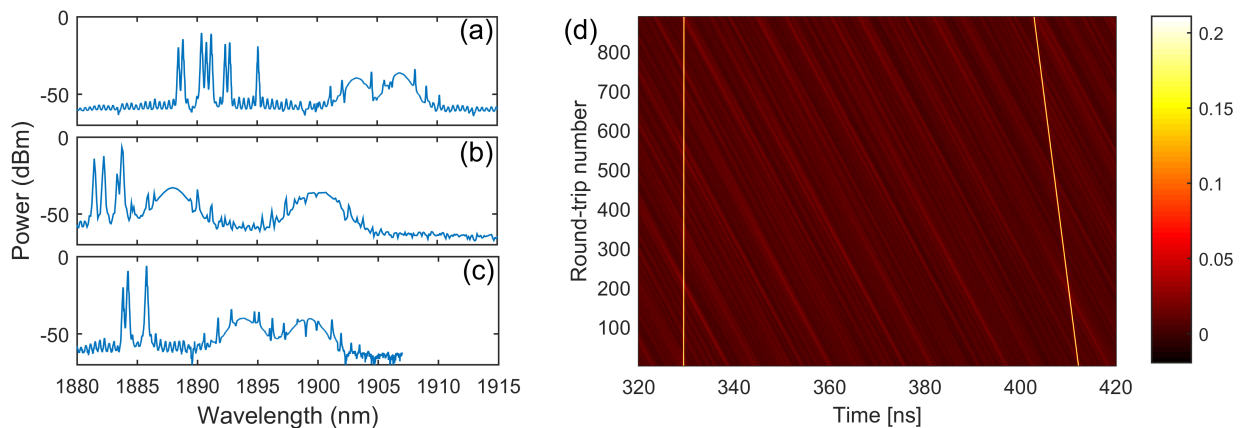 Power (dBm)
0
-50
(a)
0
-50
(b)
0
-50
(c)
1880 1885 1890 1895 1900 1905 1910 1915
Wavelength (nm)
(d)
Round-trip number
800
700
600
500
400
300
200
100
320 340 360 380 400 420
Time [ns]
0.2
0.15
0.1
0.05
0